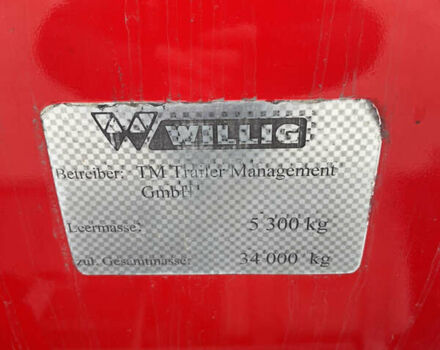 WILLIG
Betreiber: TM Trailer Management
GmbH
Leermasse: 5 300 kg
zul. Gesamtmasse: 34 000 kg